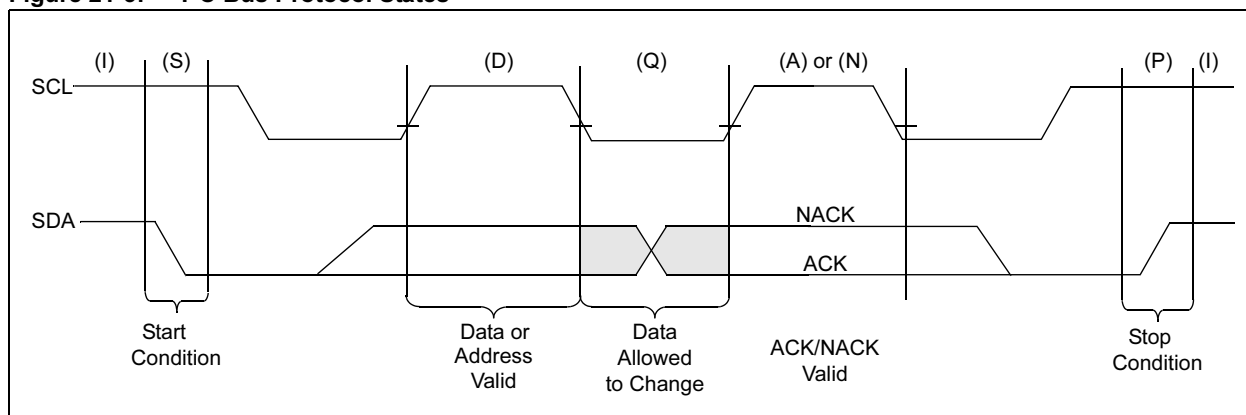 (I) (S) (D) (Q) (A) or (N) (P) (I)
SCL
SDA
NACK
ACK
Start
Condition
Data or
Address
Valid
Data
Allowed
to Change
ACK/NACK
Valid
Stop
Condition